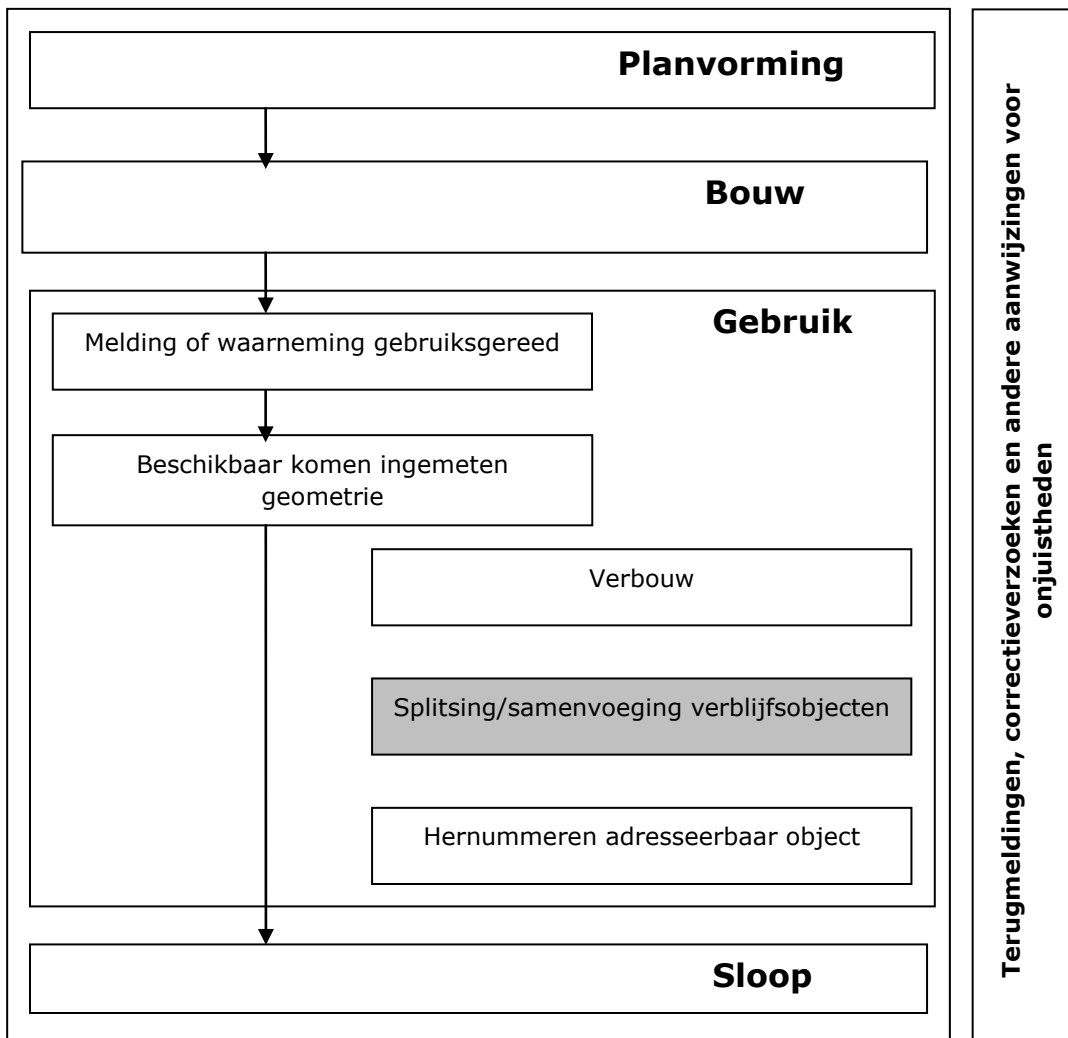 Planvorming
Bouw
Gebruik
Melding of waarneming gebruiksgereed
Beschikbaar komen ingemeten
geometrie
Verbouw
Splitsing/samenvoeging verblijfsobjecten
Hernummeren adresseerbaar object
Sloop
Terugmeldingen, correctieverzoeken en andere aanwijzingen voor
onjuistheden